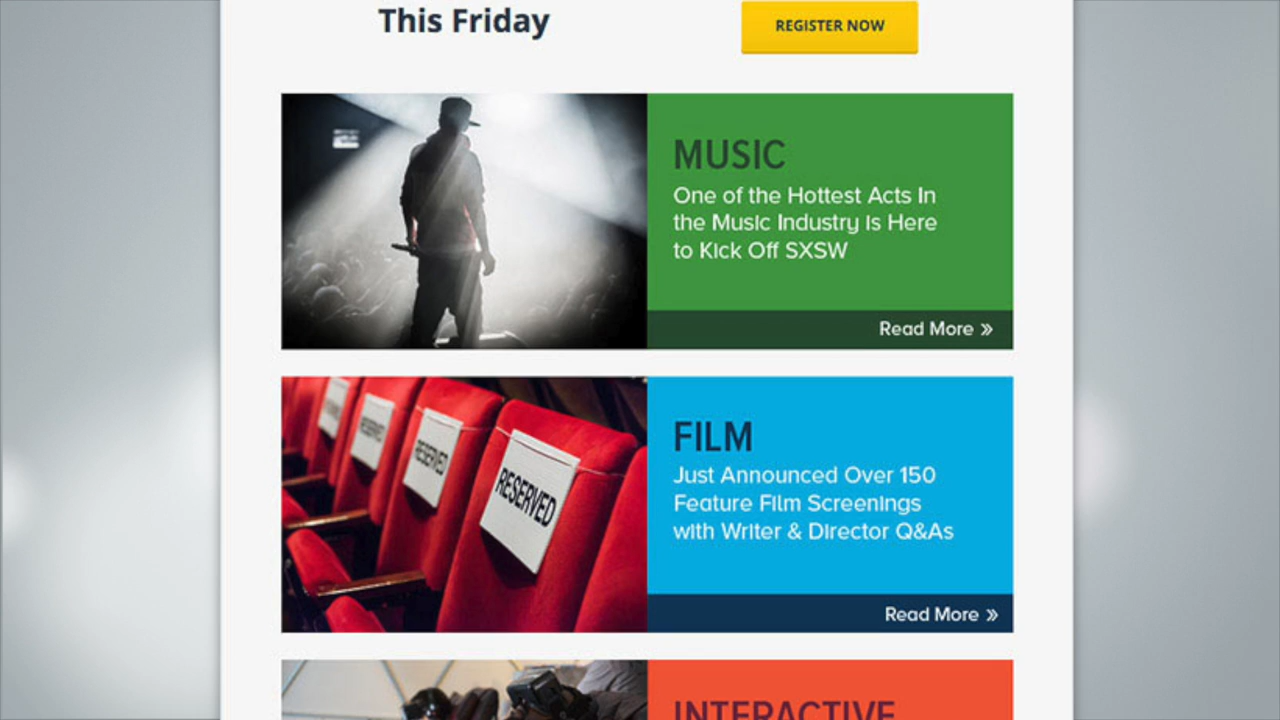 This Friday
REGISTER NOW
MUSIC
One of the Hottest Acts In
the Music Industry Is Here
to Kick Off SXSW
Read More »
FILM
Just Announced Over 150
Feature Film Screenings
with Writer & Director Q&As
Read More »
RESERVED
RESERVED
RESERVED
INTERACTIVE